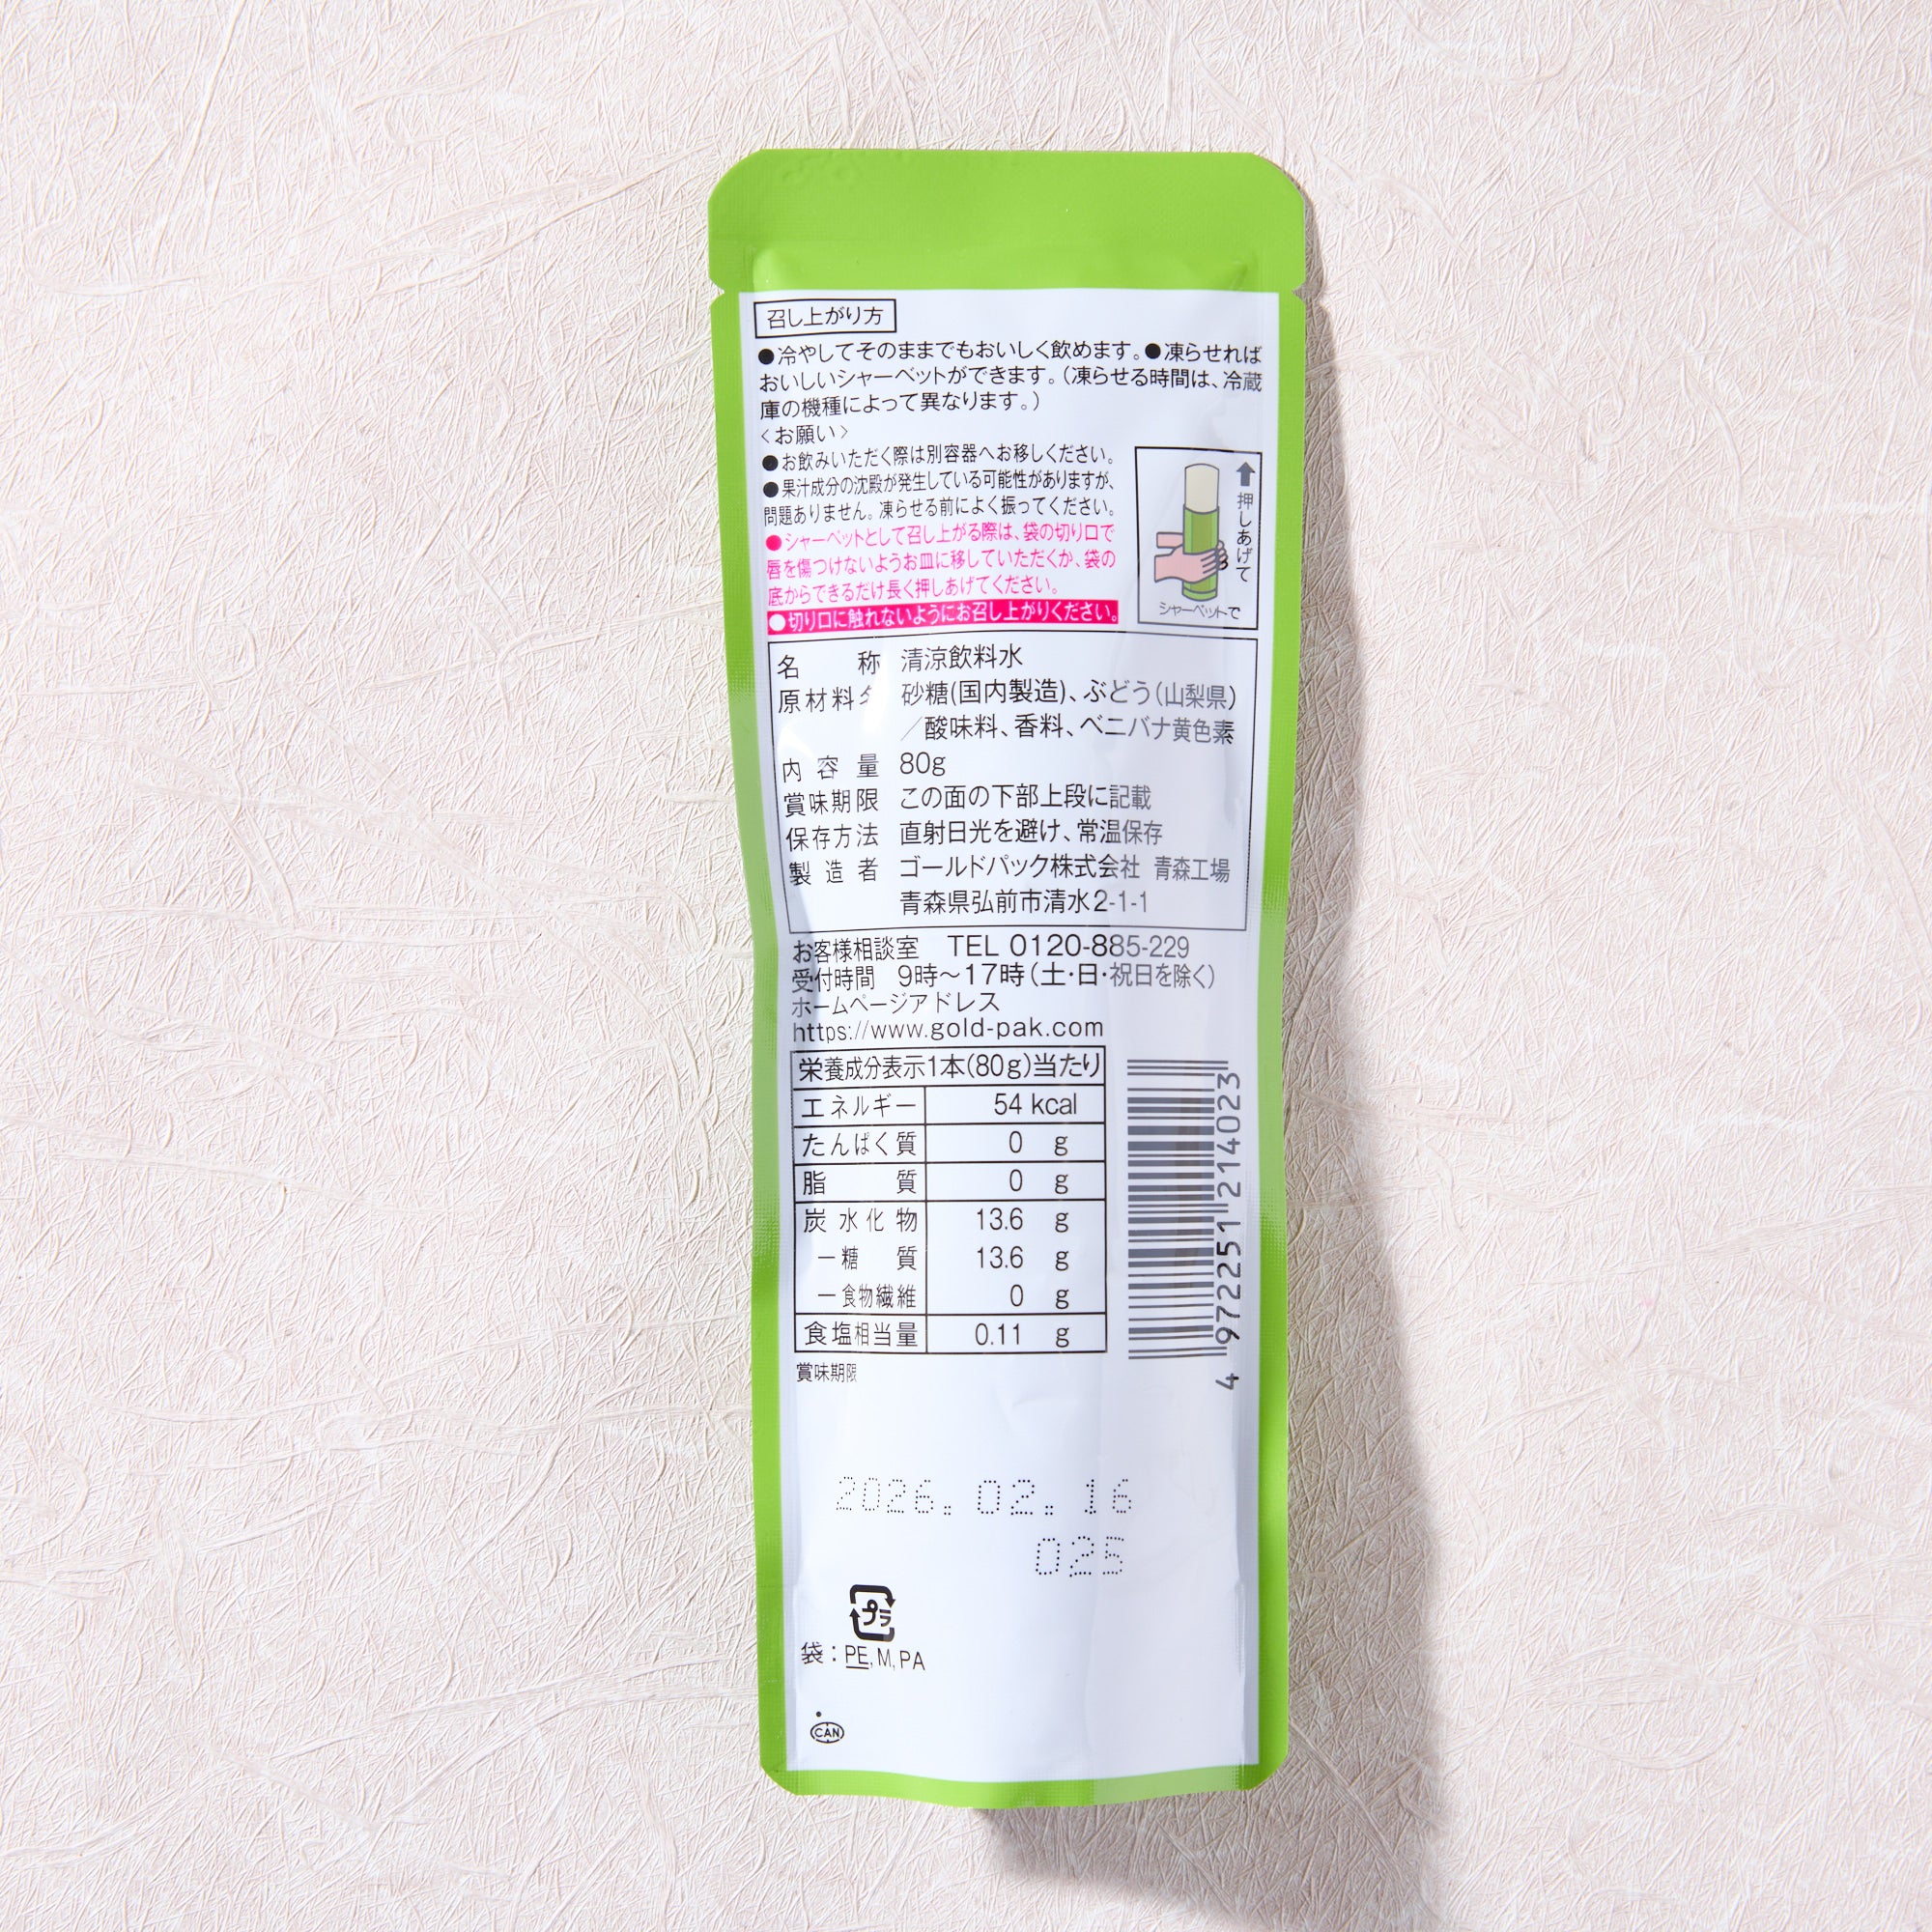 召し上がり方
●冷やしてそのままでもおいしく飲めます。●凍らせれば
おいしいシャーベットができます。(凍らせる時間は、冷蔵
庫の機種によって異なります。)
<お願い>
●お飲みいただく際は別容器へお移しください。
●果汁成分の沈殿が発生している可能性がありますが、
問題ありません。凍らせる前によく振ってください。
●シャーベットとして召し上がる際は、袋の切り口で
唇を傷つけないようお皿に移していただくか、袋の
底からできるだけ長く押しあげてください。
●切り口に触れないようにお召し上がりください。
押しあげて
シャーベットで
名称 清涼飲料水
原材料名 砂糖(国内製造)、ぶどう(山梨県)
/酸味料、香料、ベニバナ黄色素
内容量 80g
賞味期限 この面の下部上段に記載
保存方法 直射日光を避け、常温保存
製造者 ゴールドパック株式会社 青森工場
青森県弘前市清水2-1-1
お客様相談室 TEL 0120-885-229
受付時間 9時~17時(土・日・祝日を除く)
ホームページアドレス
https://www.gold-pak.com
栄養成分表示1本(80g)当たり
エネルギー 54 kcal
たんぱく質 0 g
脂質 0 g
炭水化物 13.6 g
ー糖質 13.6 g
ー食物繊維 0 g
食塩相当量 0.11 g
4 972251 214023
賞味期限
2026.02.16
025
プラ
袋:PE,M,PA
CAN